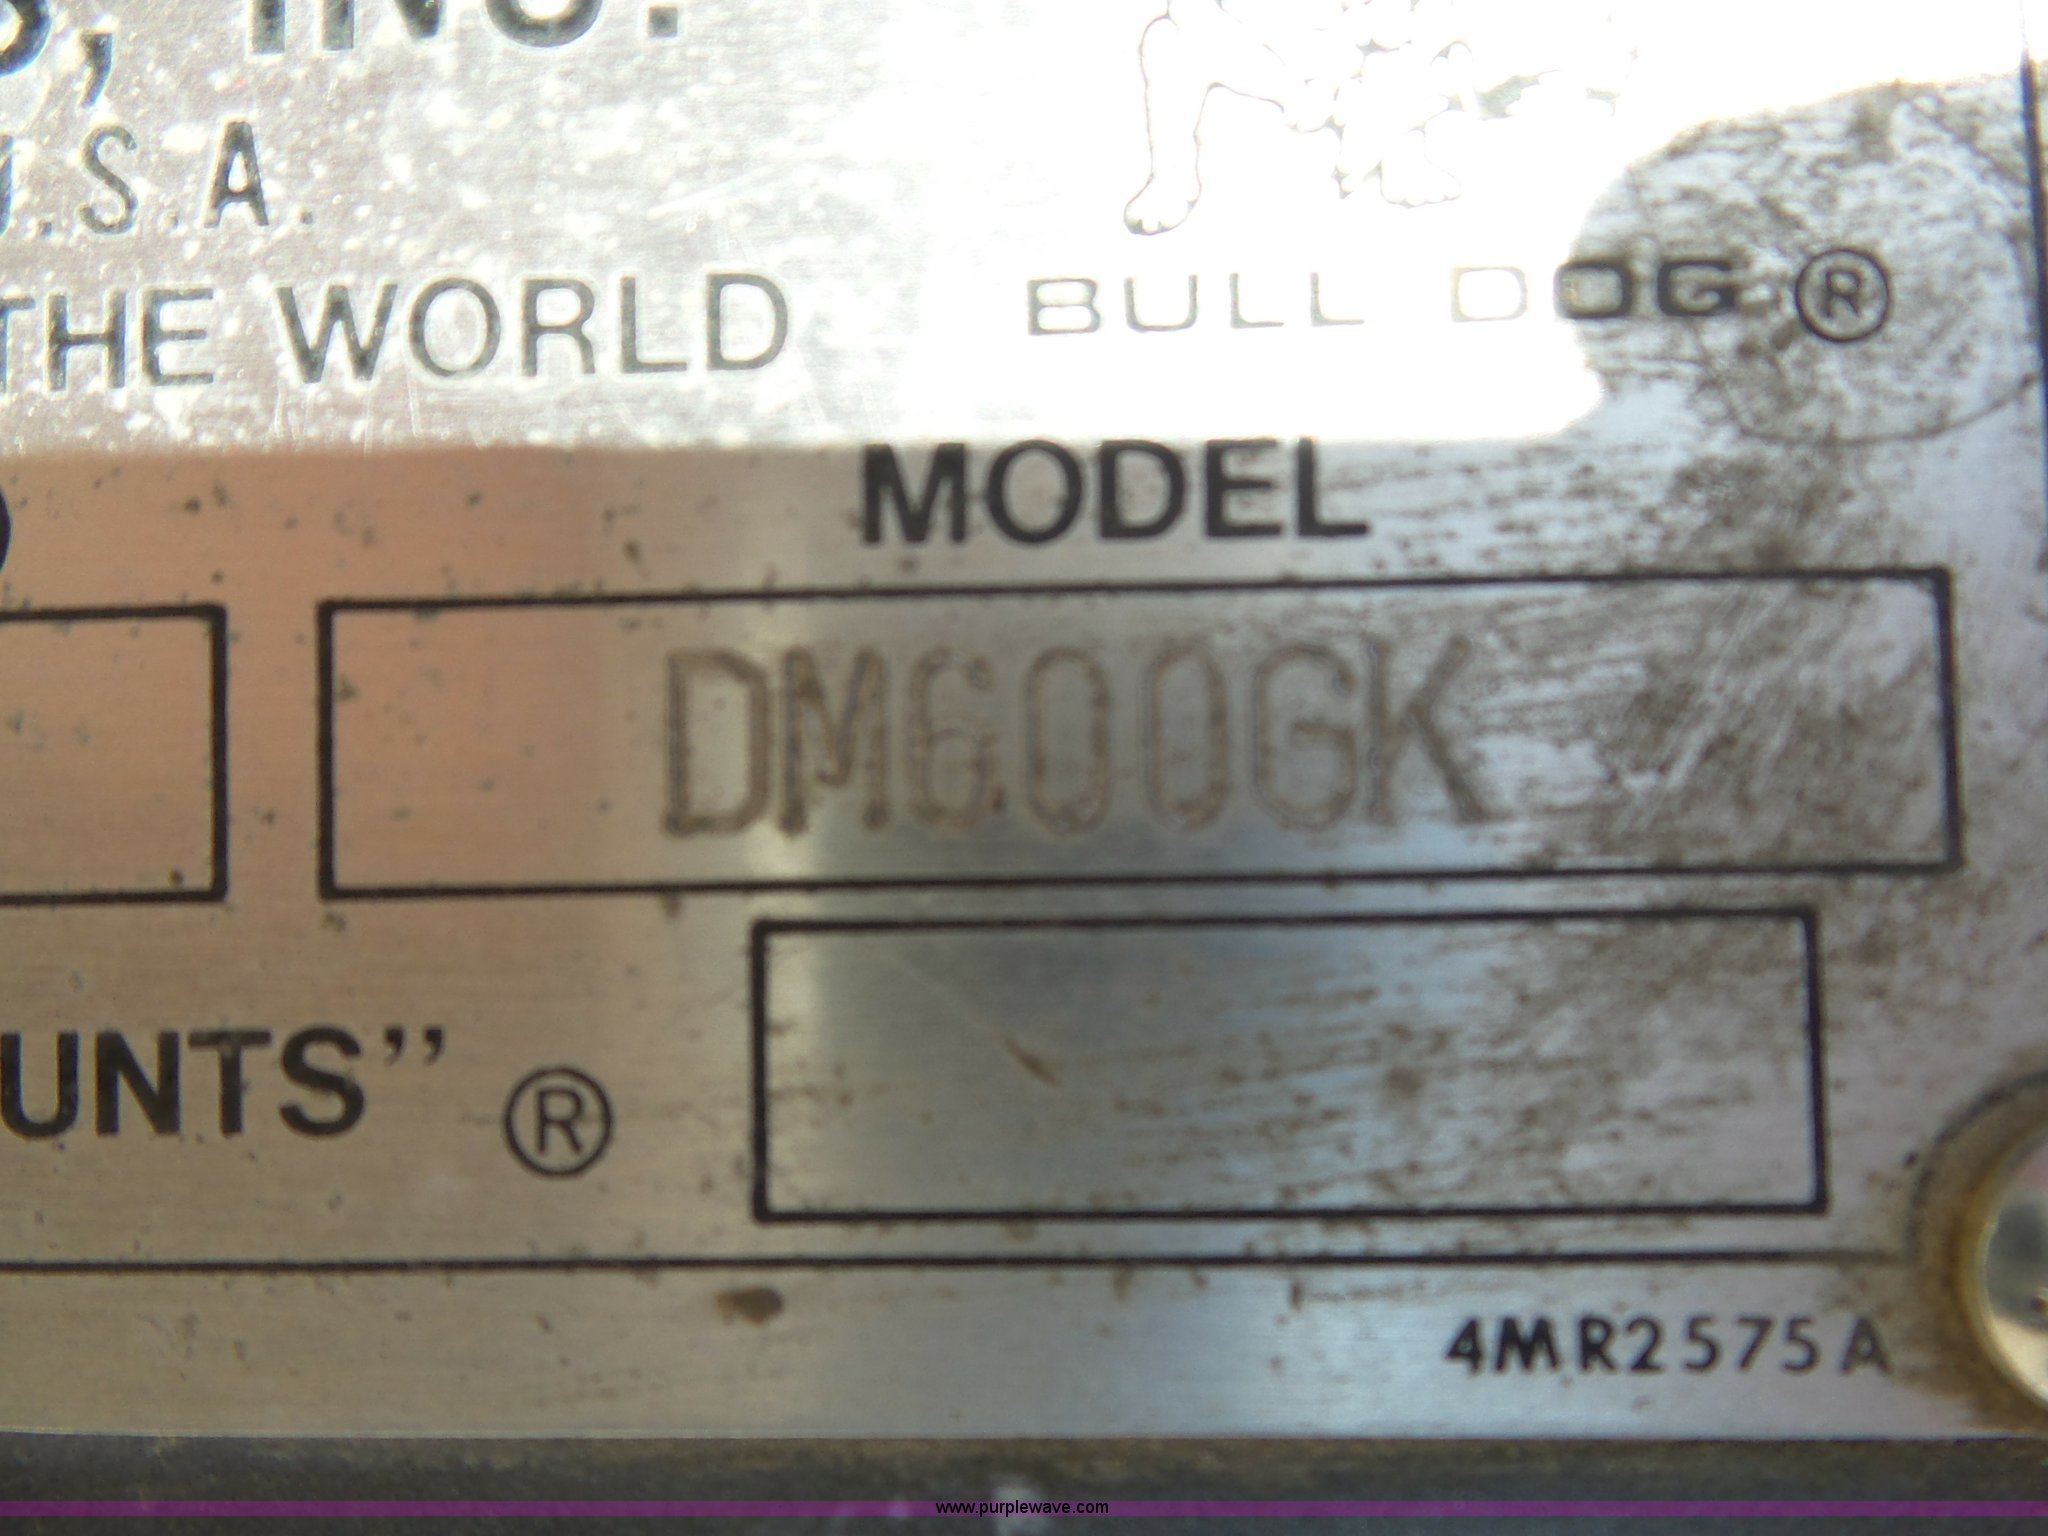 , INC.
.S.A.
THE WORLD
BULL DOG ®
MODEL
DM600GK
UNTS” ®
4MR2575A
www.purplewave.com